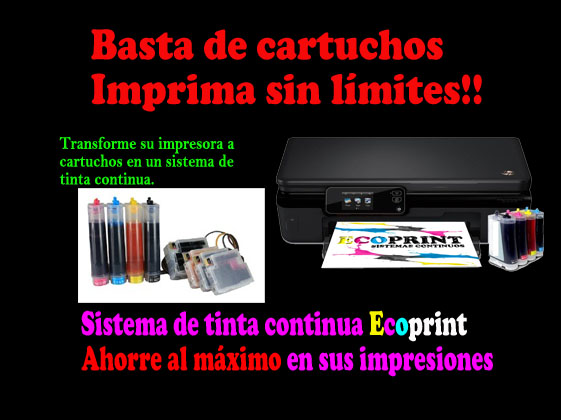 Basta de cartuchos
Imprima sin límites!!
Transforme su impresora a
cartuchos en un sistema de
tinta continua.
ECOPRINT
SISTEMAS CONTINUOS
Sistema de tinta continua Ecoprint
Ahorre al máximo en sus impresiones